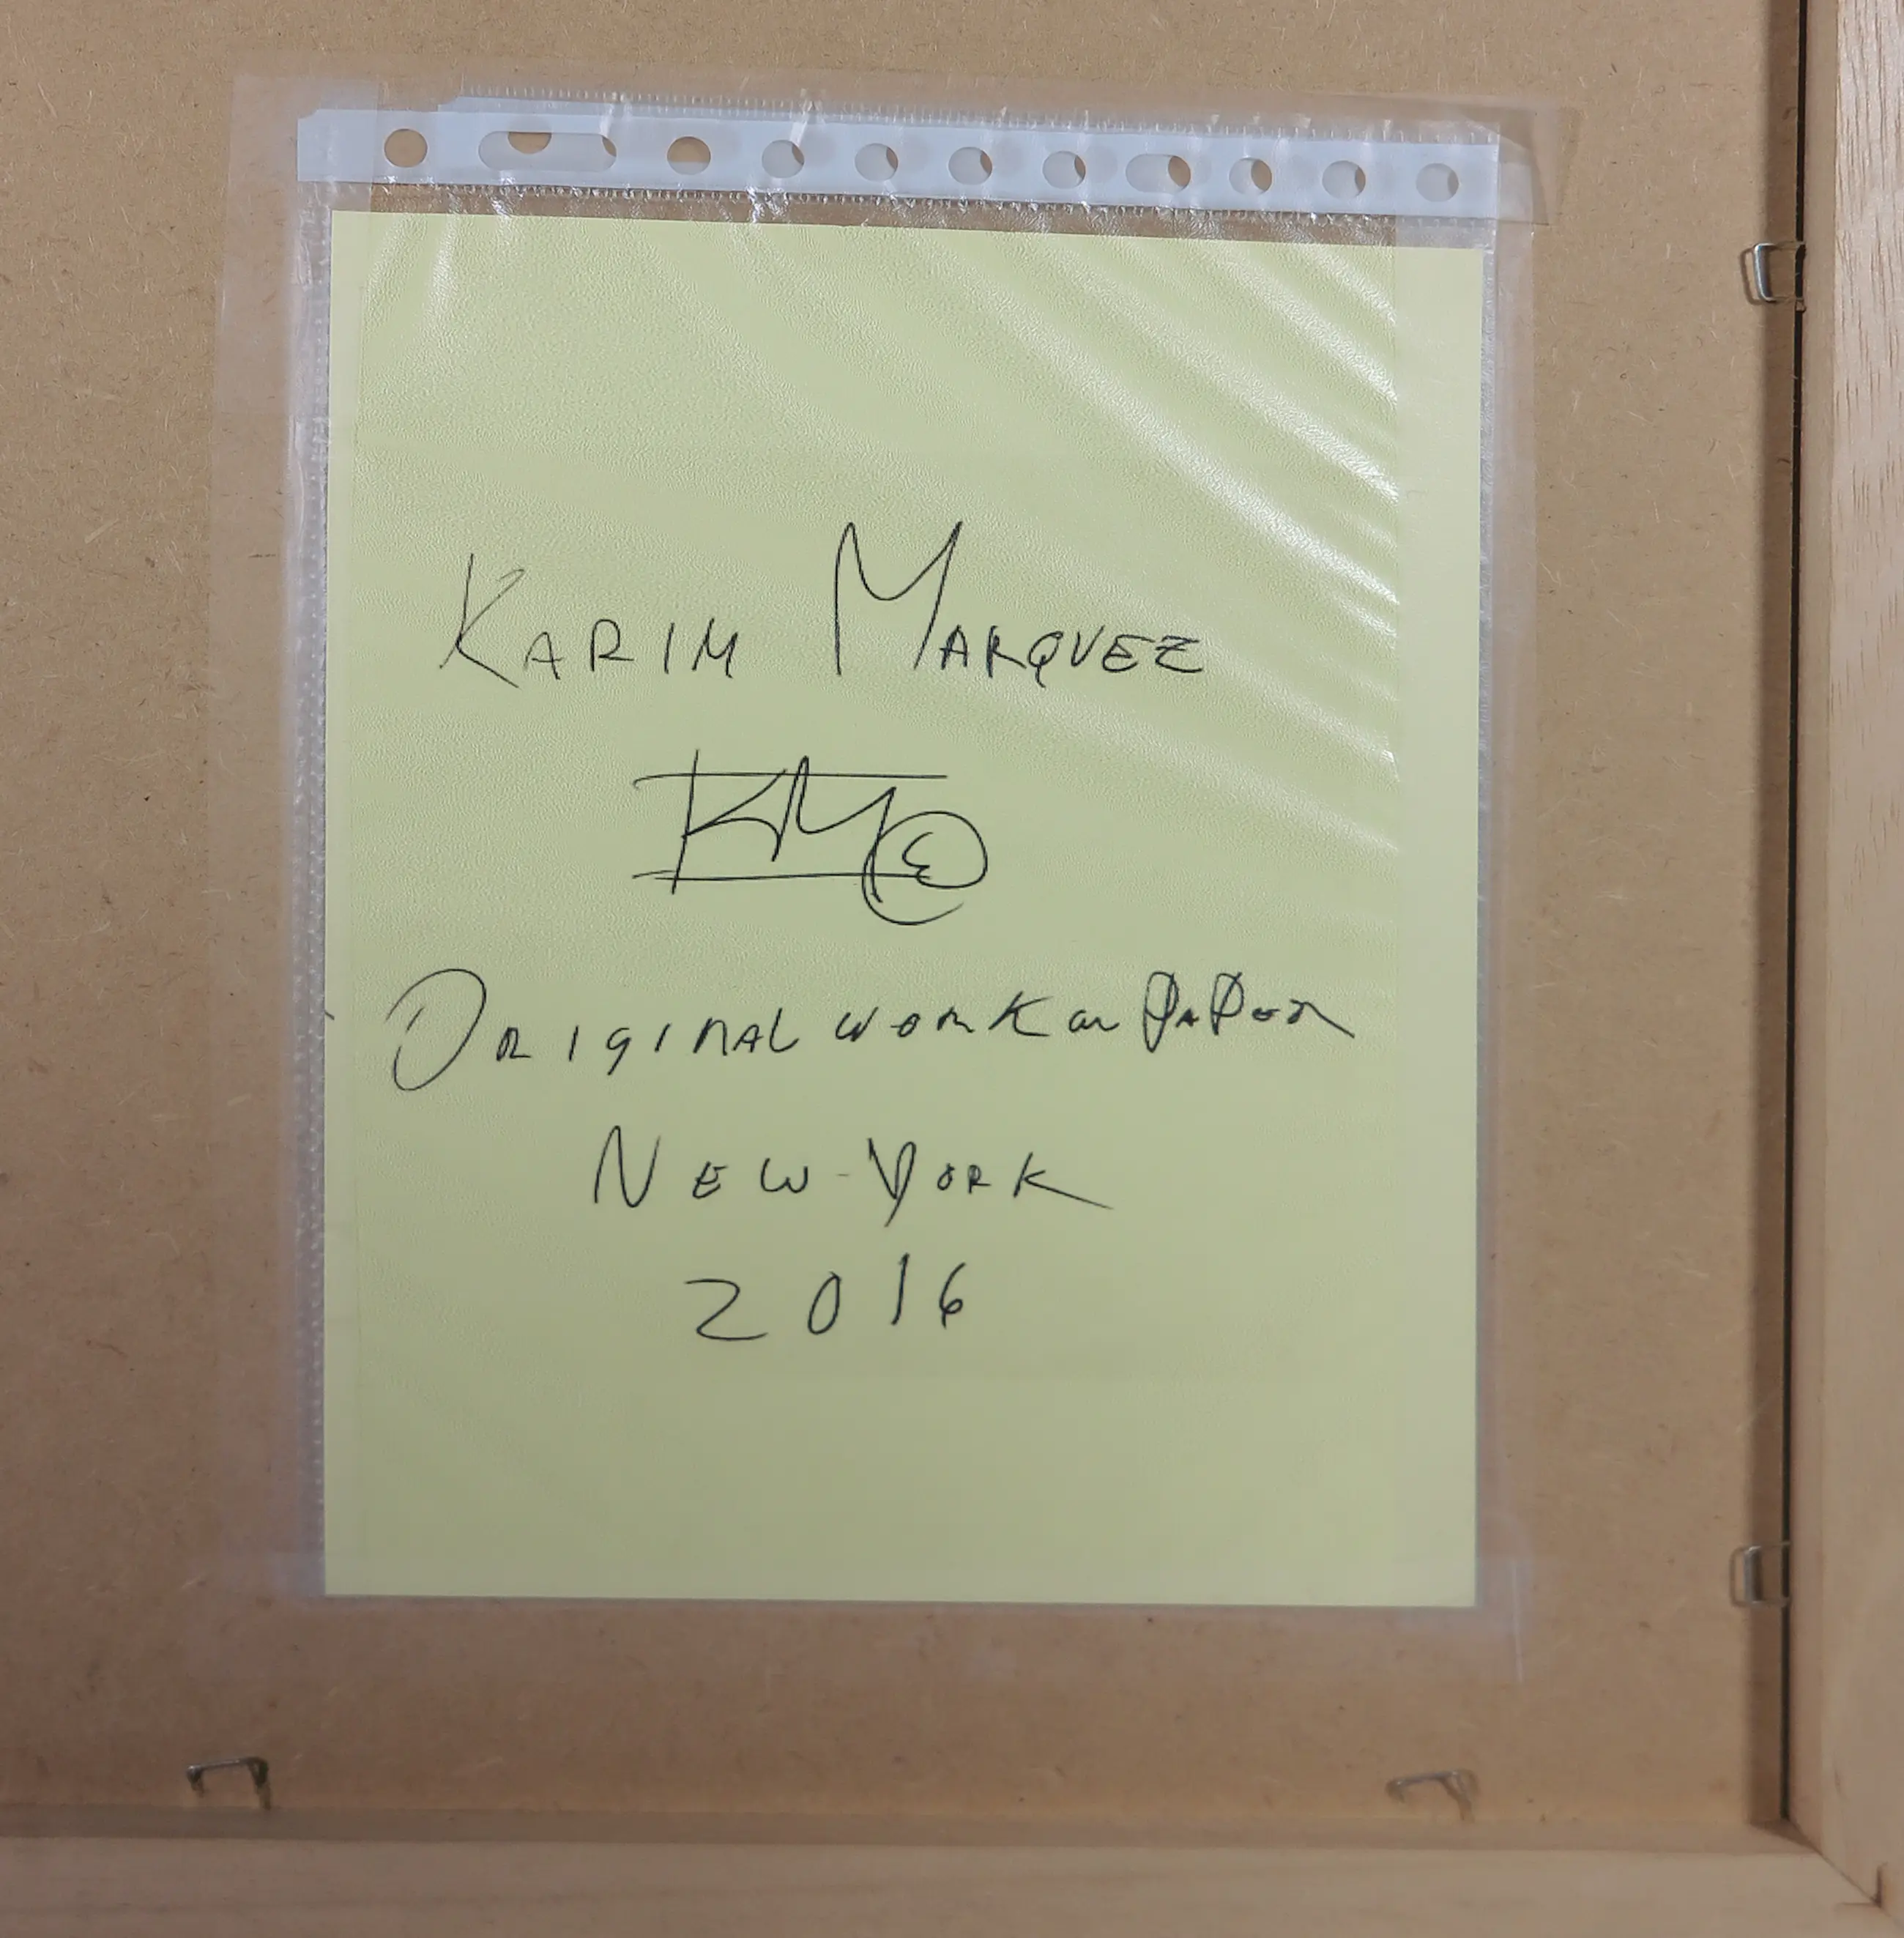 KARIM MARQUEZ
KM©
ORIGINAL WORK on PAPER
NEW-YORK
2016